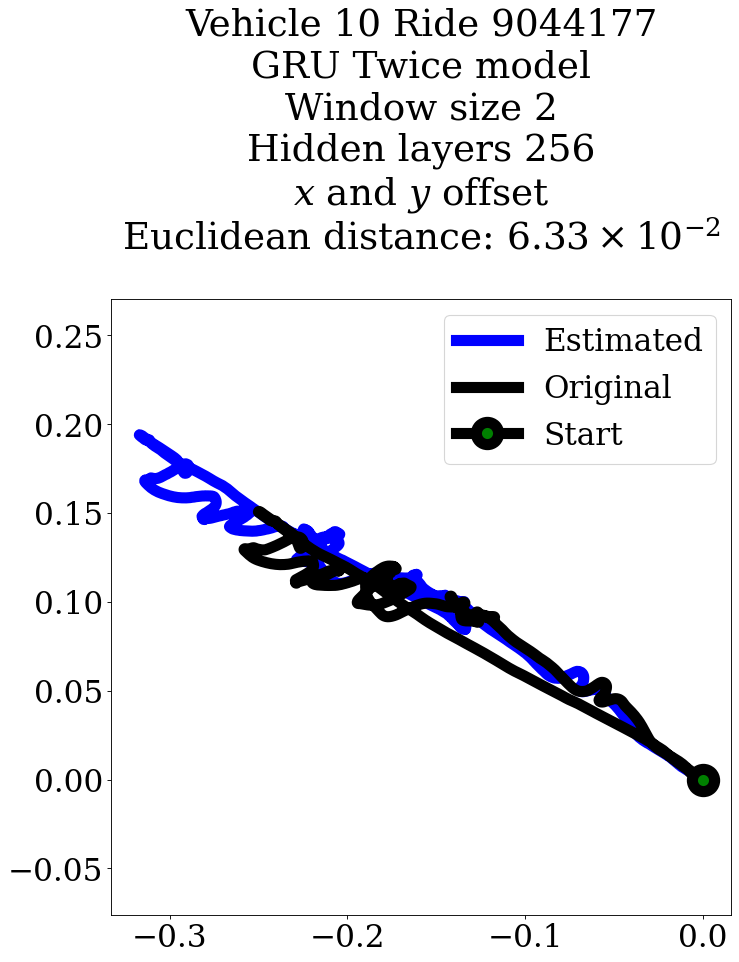 Vehicle 10 Ride 9044177
GRU Twice model
Window size 2
Hidden layers 256
x and y offset
Euclidean distance: 6.33 × 10⁻²
Estimated
Original
Start
0.25
0.20
0.15
0.10
0.05
0.00
−0.05
−0.3 −0.2 −0.1 0.0